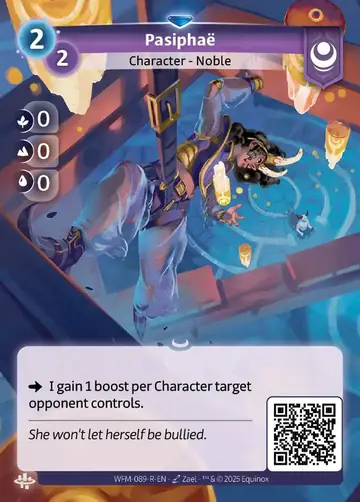 2
2
Pasiphaë
Character - Noble
0
0
0
I gain 1 boost per Character target
opponent controls.
She won't let herself be bullied.
WFM-089-R-EN - Zael - ™ & © 2025 Equinox